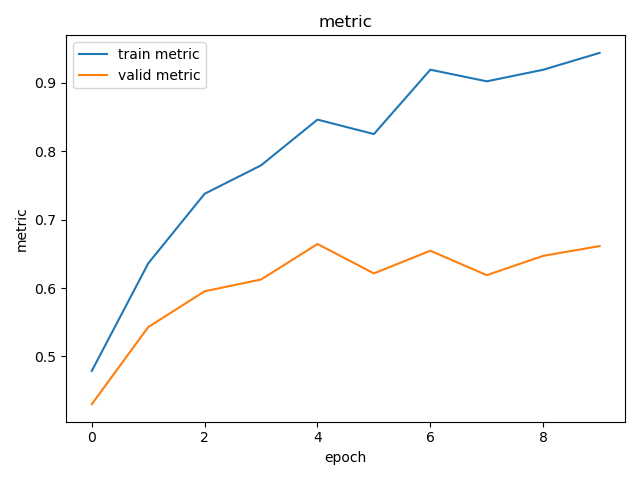 metric
train metric
valid metric
0.9
0.8
0.7
0.6
0.5
metric
0 2 4 6 8
epoch